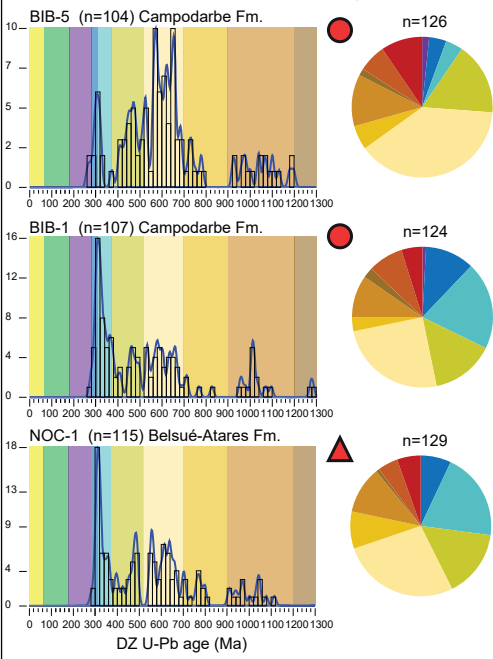 BIB-5 (n=104) Campodarbe Fm.
n=126
10
7
5
2
0
0 100 200 300 400 500 600 700 800 900 1000 1100 1200 1300
BIB-1 (n=107) Campodarbe Fm.
n=124
16
12
8
4
0
0 100 200 300 400 500 600 700 800 900 1000 1100 1200 1300
NOC-1 (n=115) Belsué-Atares Fm.
n=129
18
13
9
4
0
0 100 200 300 400 500 600 700 800 900 1000 1100 1200 1300
DZ U-Pb age (Ma)